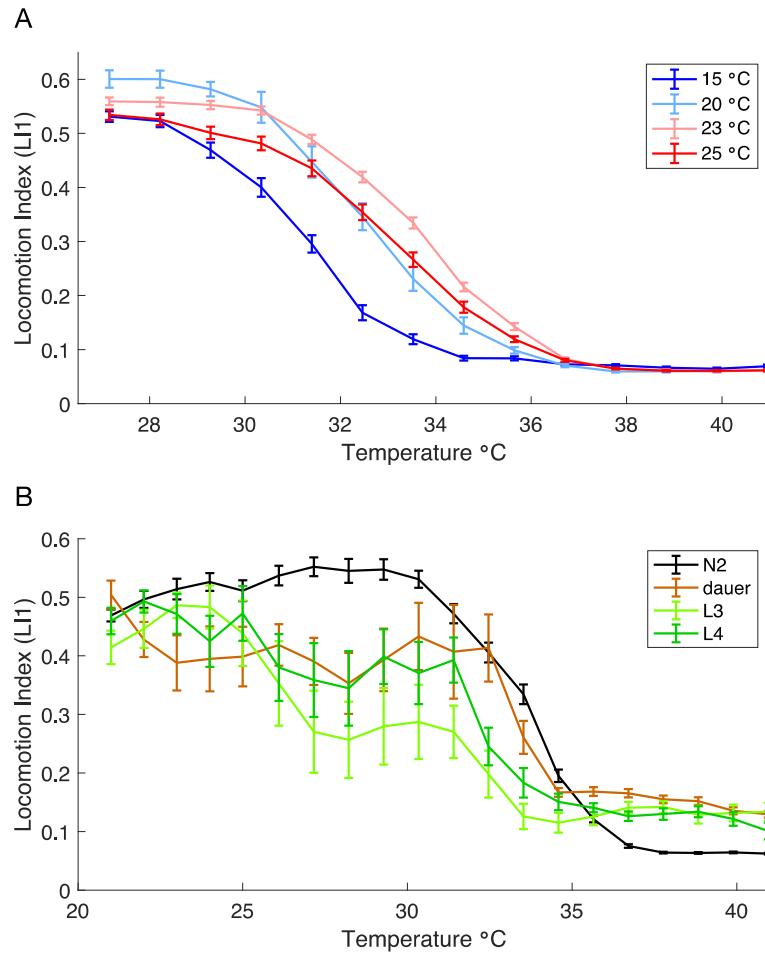 A
0.6
0.5
0.4
0.3
0.2
0.1
0
Locomotion Index (LI1)
15 °C
20 °C
23 °C
25 °C
28
30
32
34
36
38
40
Temperature °C
B
0.6
0.5
0.4
0.3
0.2
0.1
0
Locomotion Index (LI1)
N2
dauer
L3
L4
20
25
30
35
40
Temperature °C